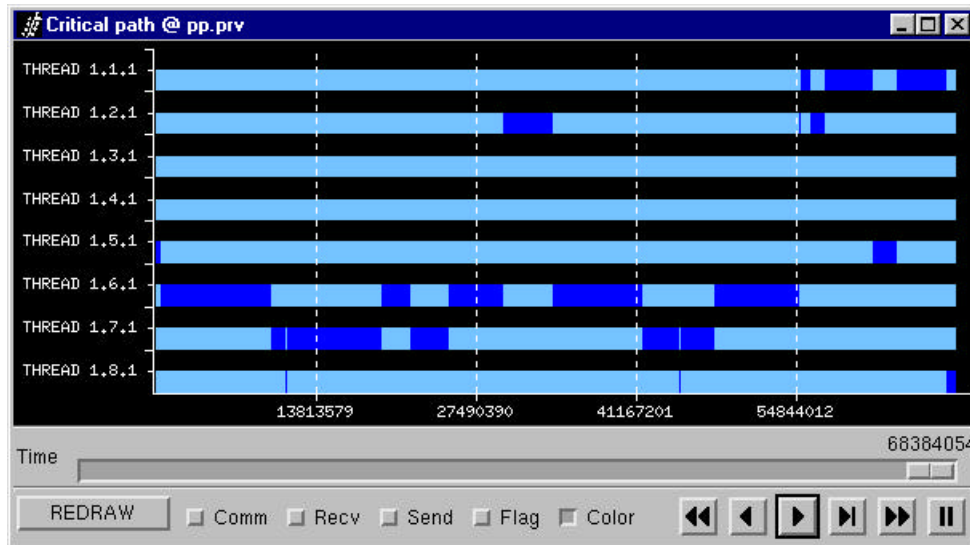 Critical path @ pp.prv
THREAD 1.1.1
THREAD 1.2.1
THREAD 1.3.1
THREAD 1.4.1
THREAD 1.5.1
THREAD 1.6.1
THREAD 1.7.1
THREAD 1.8.1
13813579 27490390 41167201 54844012
68384054
Time
REDRAW Comm Recv Send Flag Color